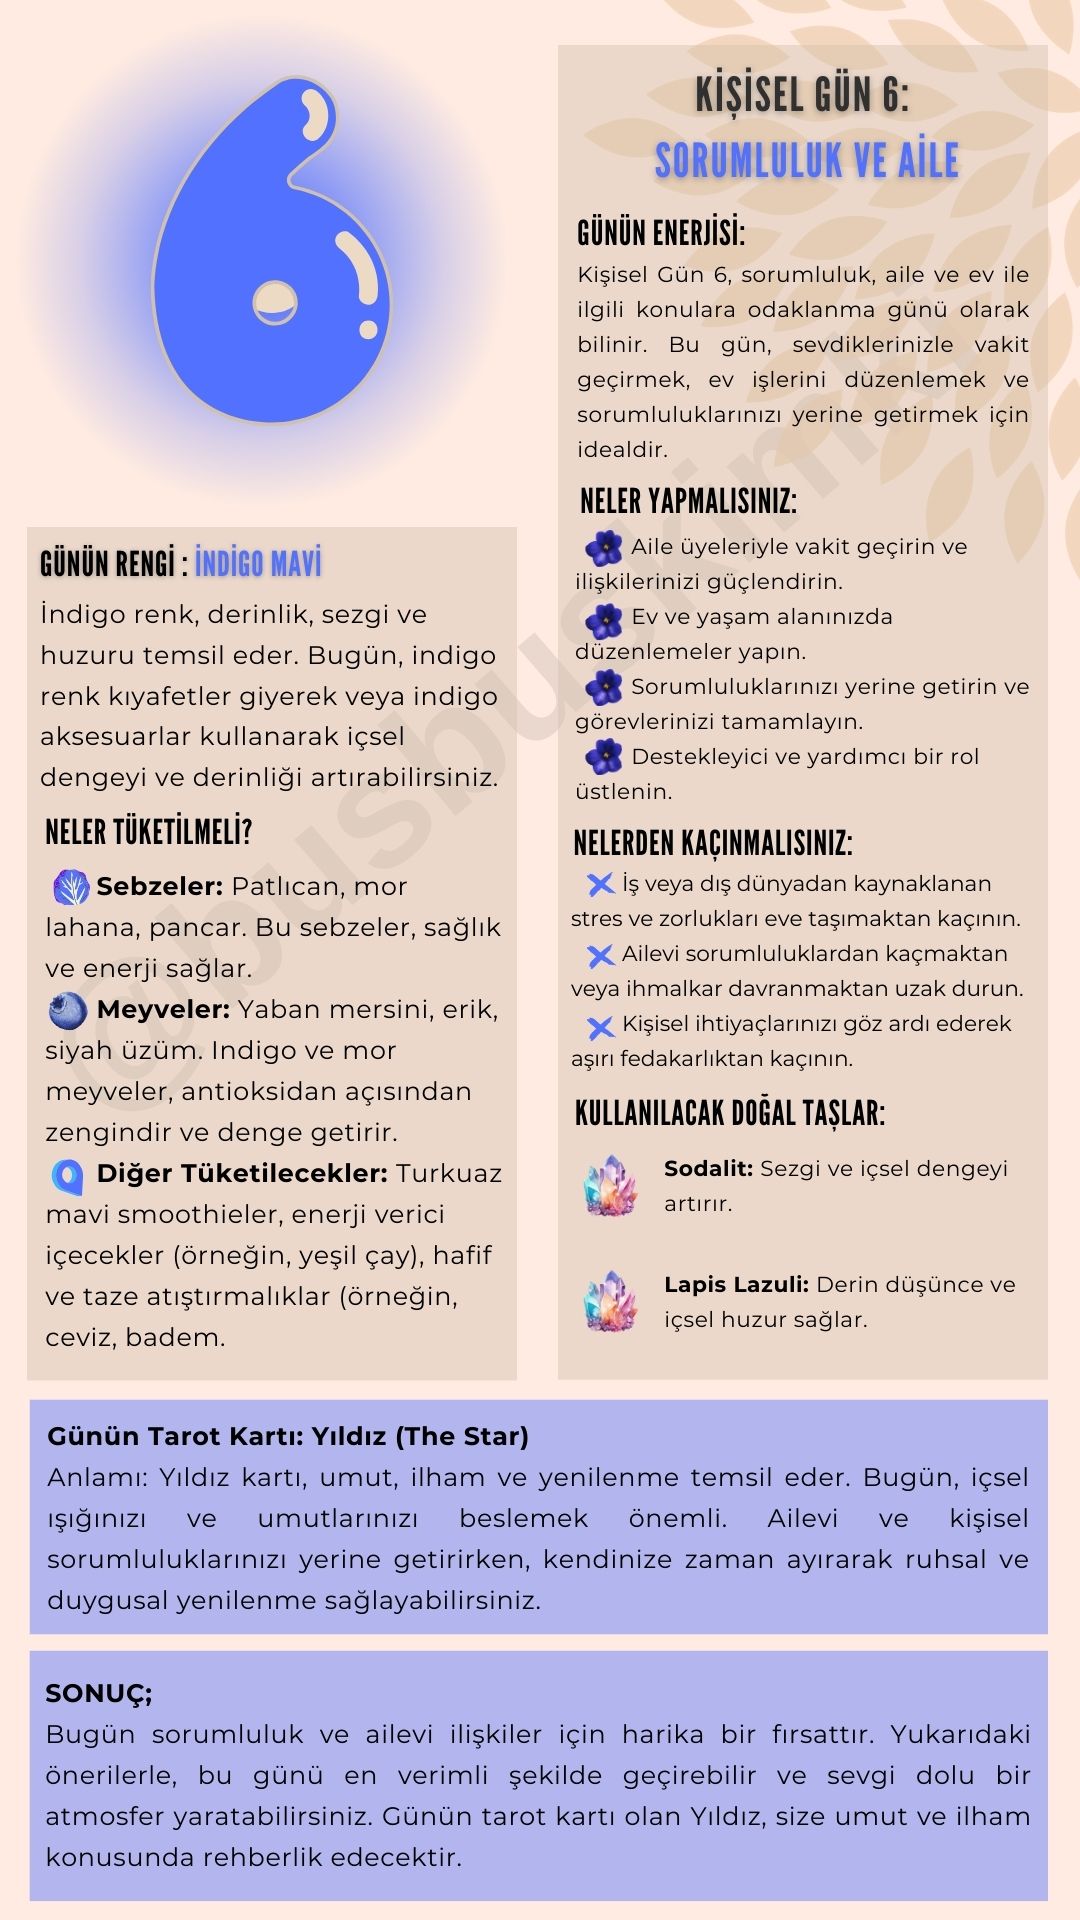 6
KİŞİSEL GÜN 6:
SORUMLULUK VE AİLE
GÜNÜN ENERJİSİ:
Kişisel Gün 6, sorumluluk, aile ve ev ile
ilgili konulara odaklanma günü olarak
bilinir. Bu gün, sevdiklerinizle vakit
geçirmek, ev işlerini düzenlemek ve
sorumluluklarınızı yerine getirmek için
idealdir.
NELER YAPMALISINIZ:
Aile üyeleriyle vakit geçirin ve
ilişkilerinizi güçlendirin.
Ev ve yaşam alanınızda
düzenlemeler yapın.
Sorumluluklarınızı yerine getirin ve
görevlerinizi tamamlayın.
Destekleyici ve yardımcı bir rol
üstlenin.
NELERDEN KAÇINMALISINIZ:
İş veya dış dünyadan kaynaklanan
stres ve zorlukları eve taşımaktan kaçının.
Ailevi sorumluluklardan kaçmaktan
veya ihmalkar davranmaktan uzak durun.
Kişisel ihtiyaçlarınızı göz ardı ederek
aşırı fedakarlıktan kaçının.
KULLANILACAK DOĞAL TAŞLAR:
Sodalit: Sezgi ve içsel dengeyi
artırır.
Lapis Lazuli: Derin düşünce ve
içsel huzur sağlar.
GÜNÜN RENGİ : İNDİGO MAVİ
İndigo renk, derinlik, sezgi ve
huzuru temsil eder. Bugün, indigo
renk kıyafetler giyerek veya indigo
aksesuarlar kullanarak içsel
dengeyi ve derinliği artırabilirsiniz.
NELER TÜKETİLMELİ?
Sebzeler: Patlıcan, mor
lahana, pancar. Bu sebzeler, sağlık
ve enerji sağlar.
Meyveler: Yaban mersini, erik,
siyah üzüm. Indigo ve mor
meyveler, antioksidan açısından
zengindir ve denge getirir.
Diğer Tüketilecekler: Turkuaz
mavi smoothieler, enerji verici
içecekler (örneğin, yeşil çay), hafif
ve taze atıştırmalıklar (örneğin,
ceviz, badem.
Günün Tarot Kartı: Yıldız (The Star)
Anlamı: Yıldız kartı, umut, ilham ve yenilenme temsil eder. Bugün, içsel
ışığınızı ve umutlarınızı beslemek önemli. Ailevi ve kişisel
sorumluluklarınızı yerine getirirken, kendinize zaman ayırarak ruhsal ve
duygusal yenilenme sağlayabilirsiniz.
SONUÇ;
Bugün sorumluluk ve ailevi ilişkiler için harika bir fırsattır. Yukarıdaki
önerilerle, bu günü en verimli şekilde geçirebilir ve sevgi dolu bir
atmosfer yaratabilirsiniz. Günün tarot kartı olan Yıldız, size umut ve ilham
konusunda rehberlik edecektir.